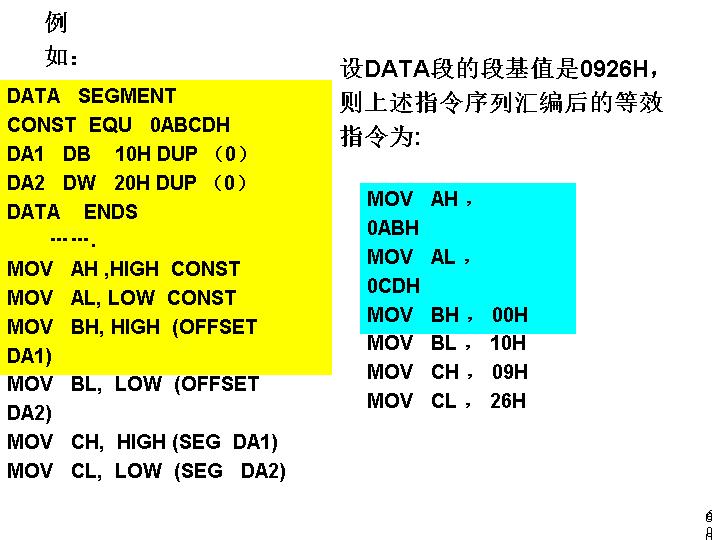 例
如：
DATA SEGMENT
CONST EQU 0ABCDH
DA1 DB 10H DUP （0）
DA2 DW 20H DUP （0）
DATA ENDS
…….
MOV AH ,HIGH CONST
MOV AL, LOW CONST
MOV BH, HIGH (OFFSET
DA1)
MOV BL, LOW (OFFSET
DA2)
MOV CH, HIGH (SEG DA1)
MOV CL, LOW (SEG DA2)
设DATA段的段基值是0926H，
则上述指令序列汇编后的等效
指令为:
MOV AH ，
0ABH
MOV AL ，
0CDH
MOV BH ， 00H
MOV BL ， 10H
MOV CH ， 09H
MOV CL ， 26H